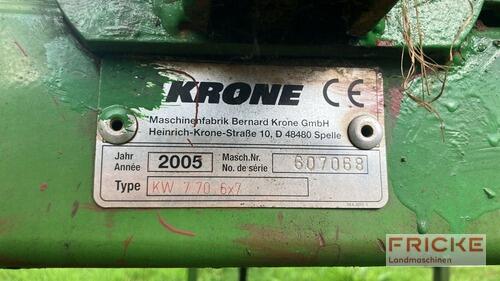 KRONE CE
Maschinenfabrik Bernard Krone GmbH
Heinrich-Krone-Straße 10, D 48480 Spelle
Jahr 2005 Masch.Nr. 607068
Année No. de série
Type KW 7 70 6x7
FRICKE
Landmaschinen